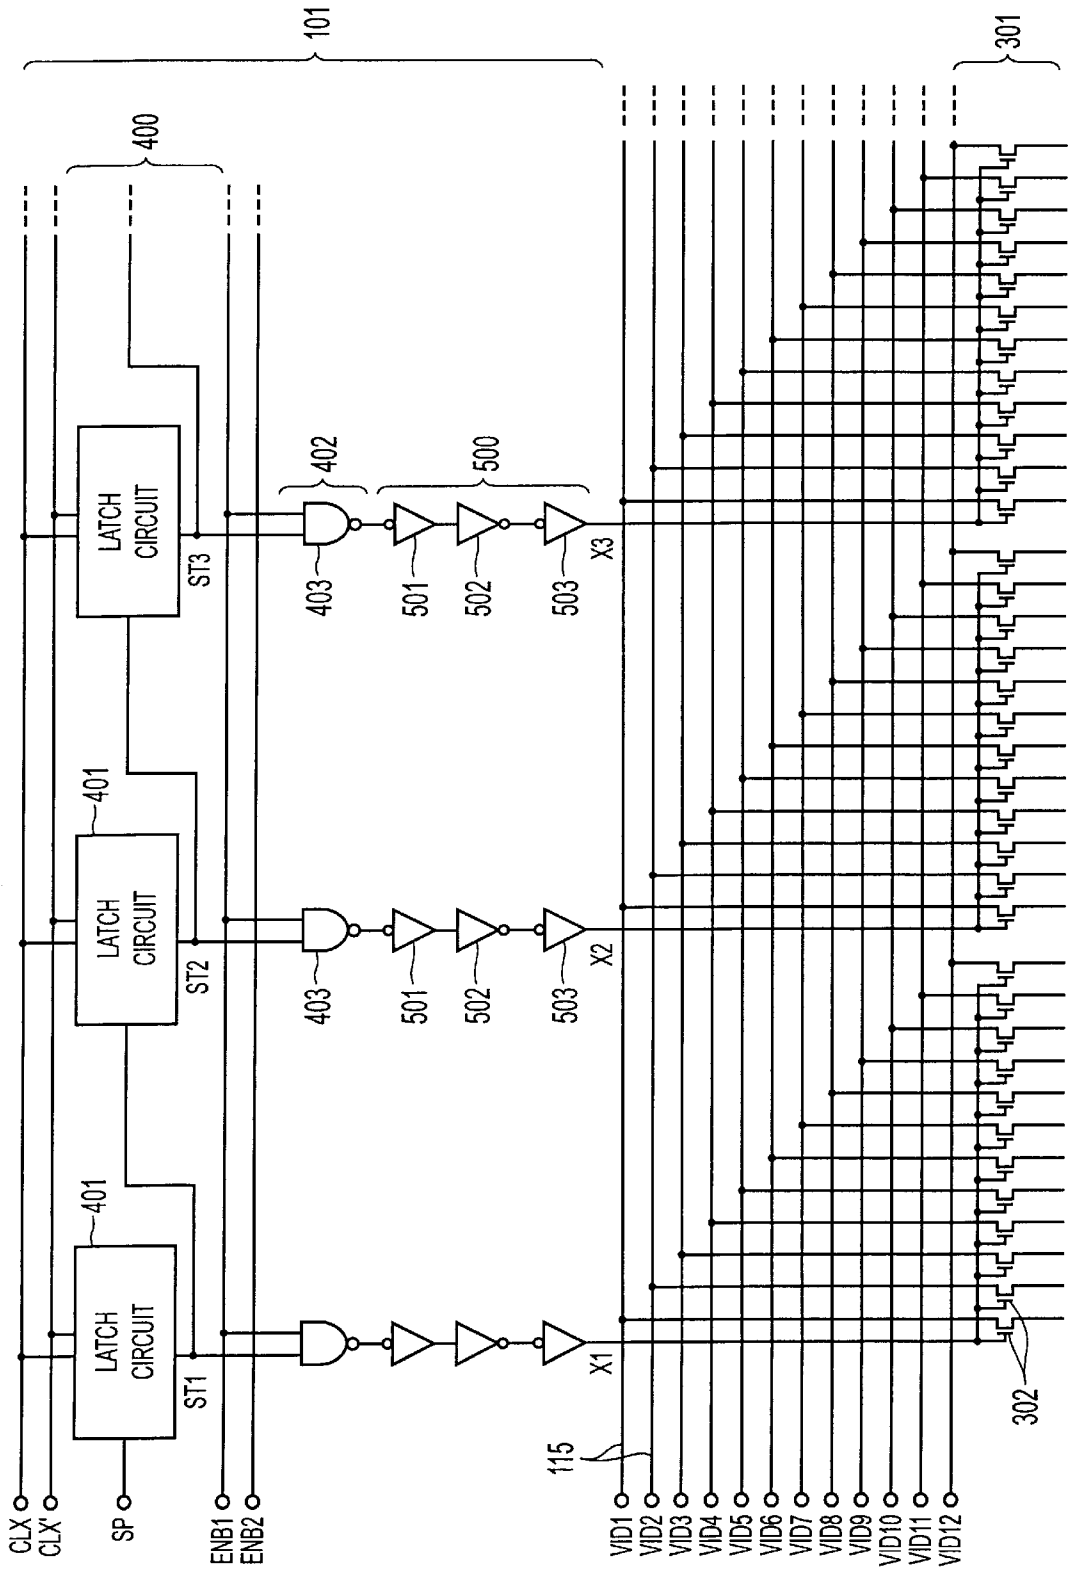 CLX
CLX'
SP
ENB1
ENB2
101
400
LATCH
CIRCUIT
401
ST1
LATCH
CIRCUIT
401
ST2
LATCH
CIRCUIT
ST3
402
403
403
500
501
502
503
501
502
503
X1
X2
X3
115
VID1
VID2
VID3
VID4
VID5
VID6
VID7
VID8
VID9
VID10
VID11
VID12
301
302